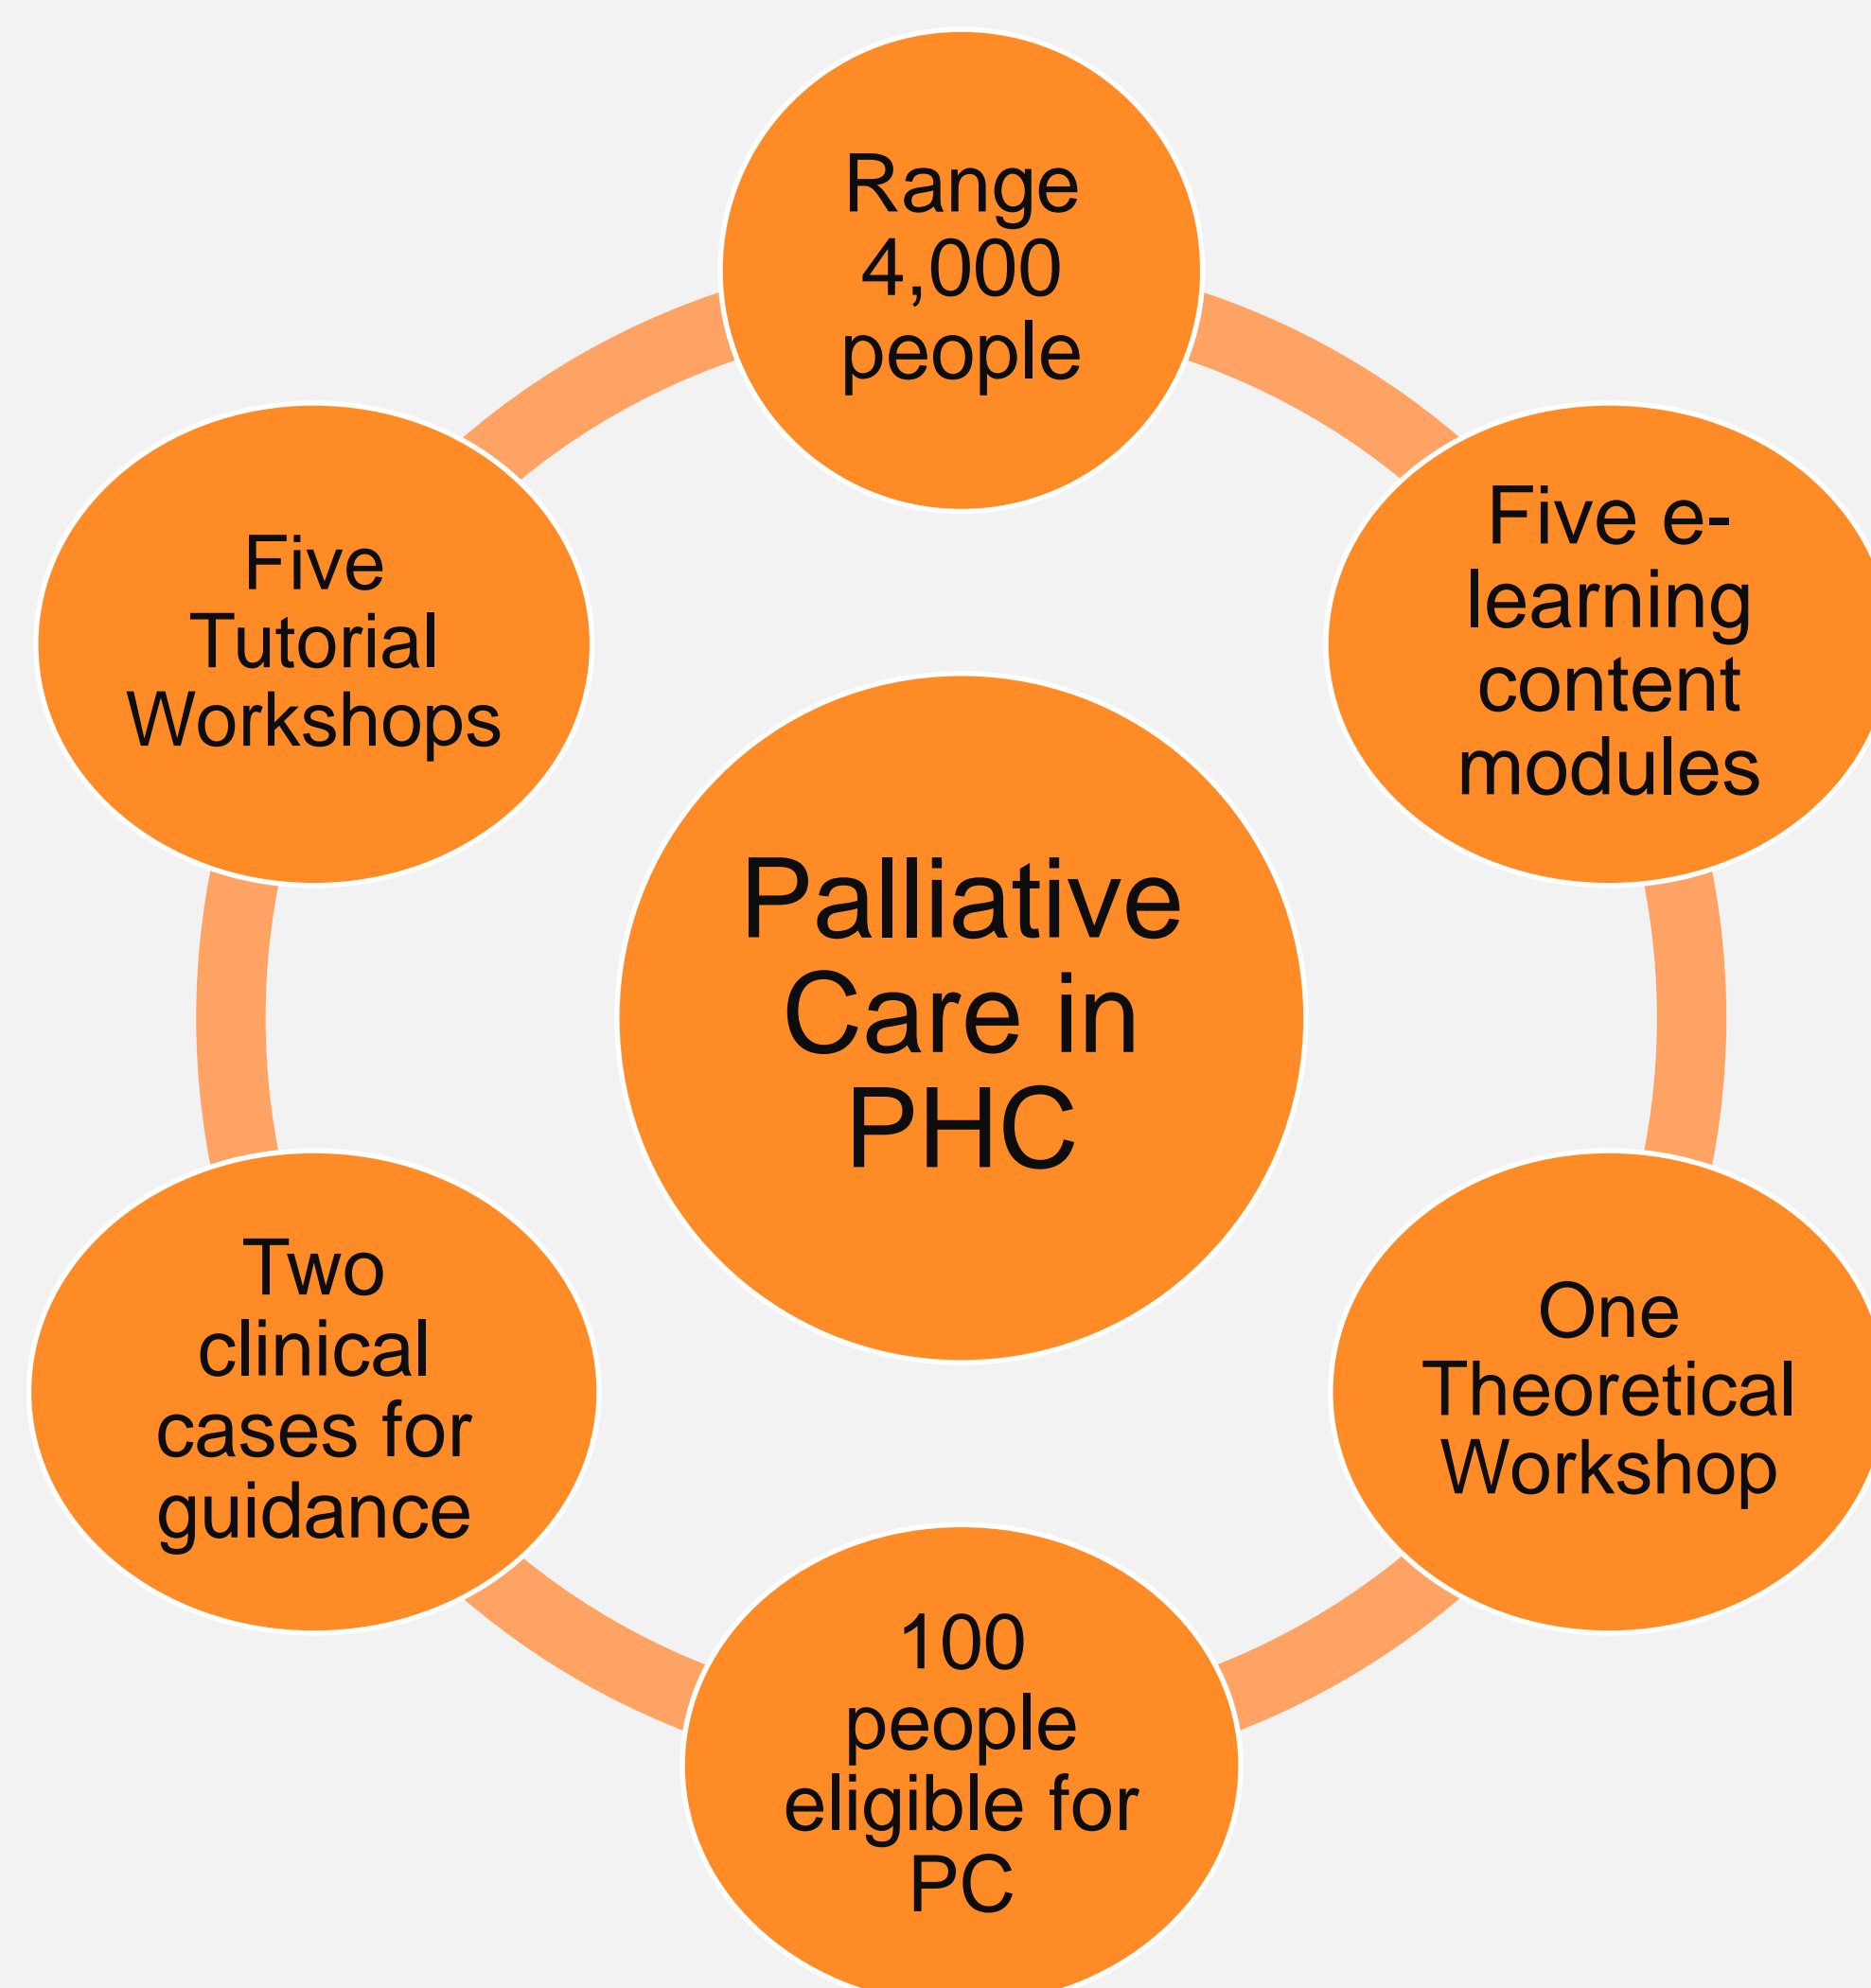 Range
4,000
people
Five e-
learning
content
modules
One
Theoretical
Workshop
100
people
eligible for
PC
Two
clinical
cases for
guidance
Five
Tutorial
Workshops
Palliative
Care in
PHC